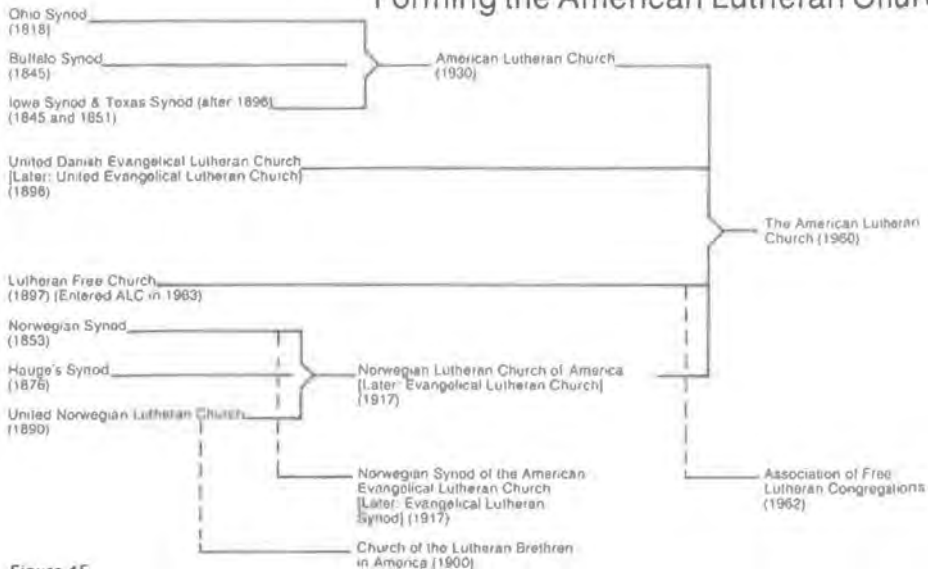 Forming the American Lutheran Chur
Ohio Synod
(1818)
Buffalo Synod
(1845)
Iowa Synod & Texas Synod (after 1896)
(1845 and 1851)
American Lutheran Church
(1930)
United Danish Evangelical Lutheran Church
[Later: United Evangelical Lutheran Church]
(1896)
The American Lutheran
Church (1960)
Lutheran Free Church
(1897) (Entered ALC in 1963)
Norwegian Synod
(1853)
Hauge's Synod
(1876)
United Norwegian Lutheran Church
(1890)
Norwegian Lutheran Church of America
[Later: Evangelical Lutheran Church]
(1917)
Norwegian Synod of the American
Evangelical Lutheran Church
[Later: Evangelical Lutheran
Synod] (1917)
Association of Free
Lutheran Congregations
(1962)
Church of the Lutheran Brethren
in America (1900)